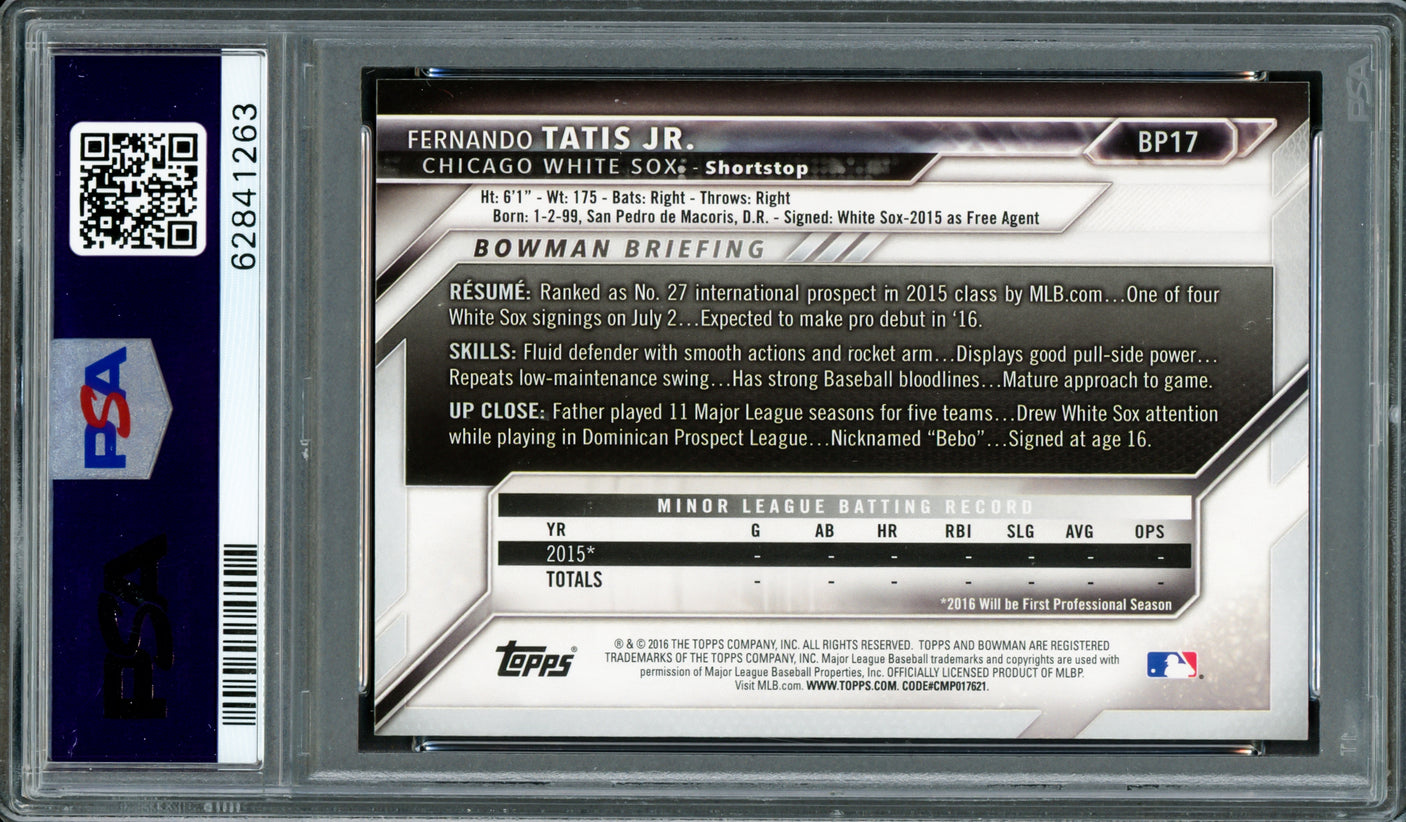 62841263
PSA
PSA
FERNANDO TATIS JR.
BP17
CHICAGO WHITE SOX - Shortstop
Ht: 6'1" - Wt: 175 - Bats: Right - Throws: Right
Born: 1-2-99, San Pedro de Macoris, D.R. - Signed: White Sox-2015 as Free Agent
BOWMAN BRIEFING
RÉSUMÉ: Ranked as No. 27 international prospect in 2015 class by MLB.com...One of four
White Sox signings on July 2...Expected to make pro debut in ‘16.
SKILLS: Fluid defender with smooth actions and rocket arm...Displays good pull-side power...
Repeats low-maintenance swing...Has strong Baseball bloodlines...Mature approach to game.
UP CLOSE: Father played 11 Major League seasons for five teams...Drew White Sox attention
while playing in Dominican Prospect League...Nicknamed “Bebo”...Signed at age 16.
MINOR LEAGUE BATTING RECORD
YR G AB HR RBI SLG AVG OPS
2015* - - - - - - -
TOTALS - - - - - - -
*2016 Will be First Professional Season
Topps®
® & © 2016 THE TOPPS COMPANY, INC. ALL RIGHTS RESERVED. TOPPS AND BOWMAN ARE REGISTERED
TRADEMARKS OF THE TOPPS COMPANY, INC. Major League Baseball trademarks and copyrights are used with
permission of Major League Baseball Properties, Inc. OFFICIALLY LICENSED PRODUCT OF MLBP.
Visit MLB.com. WWW.TOPPS.COM. CODE#CMP017621.
PSA